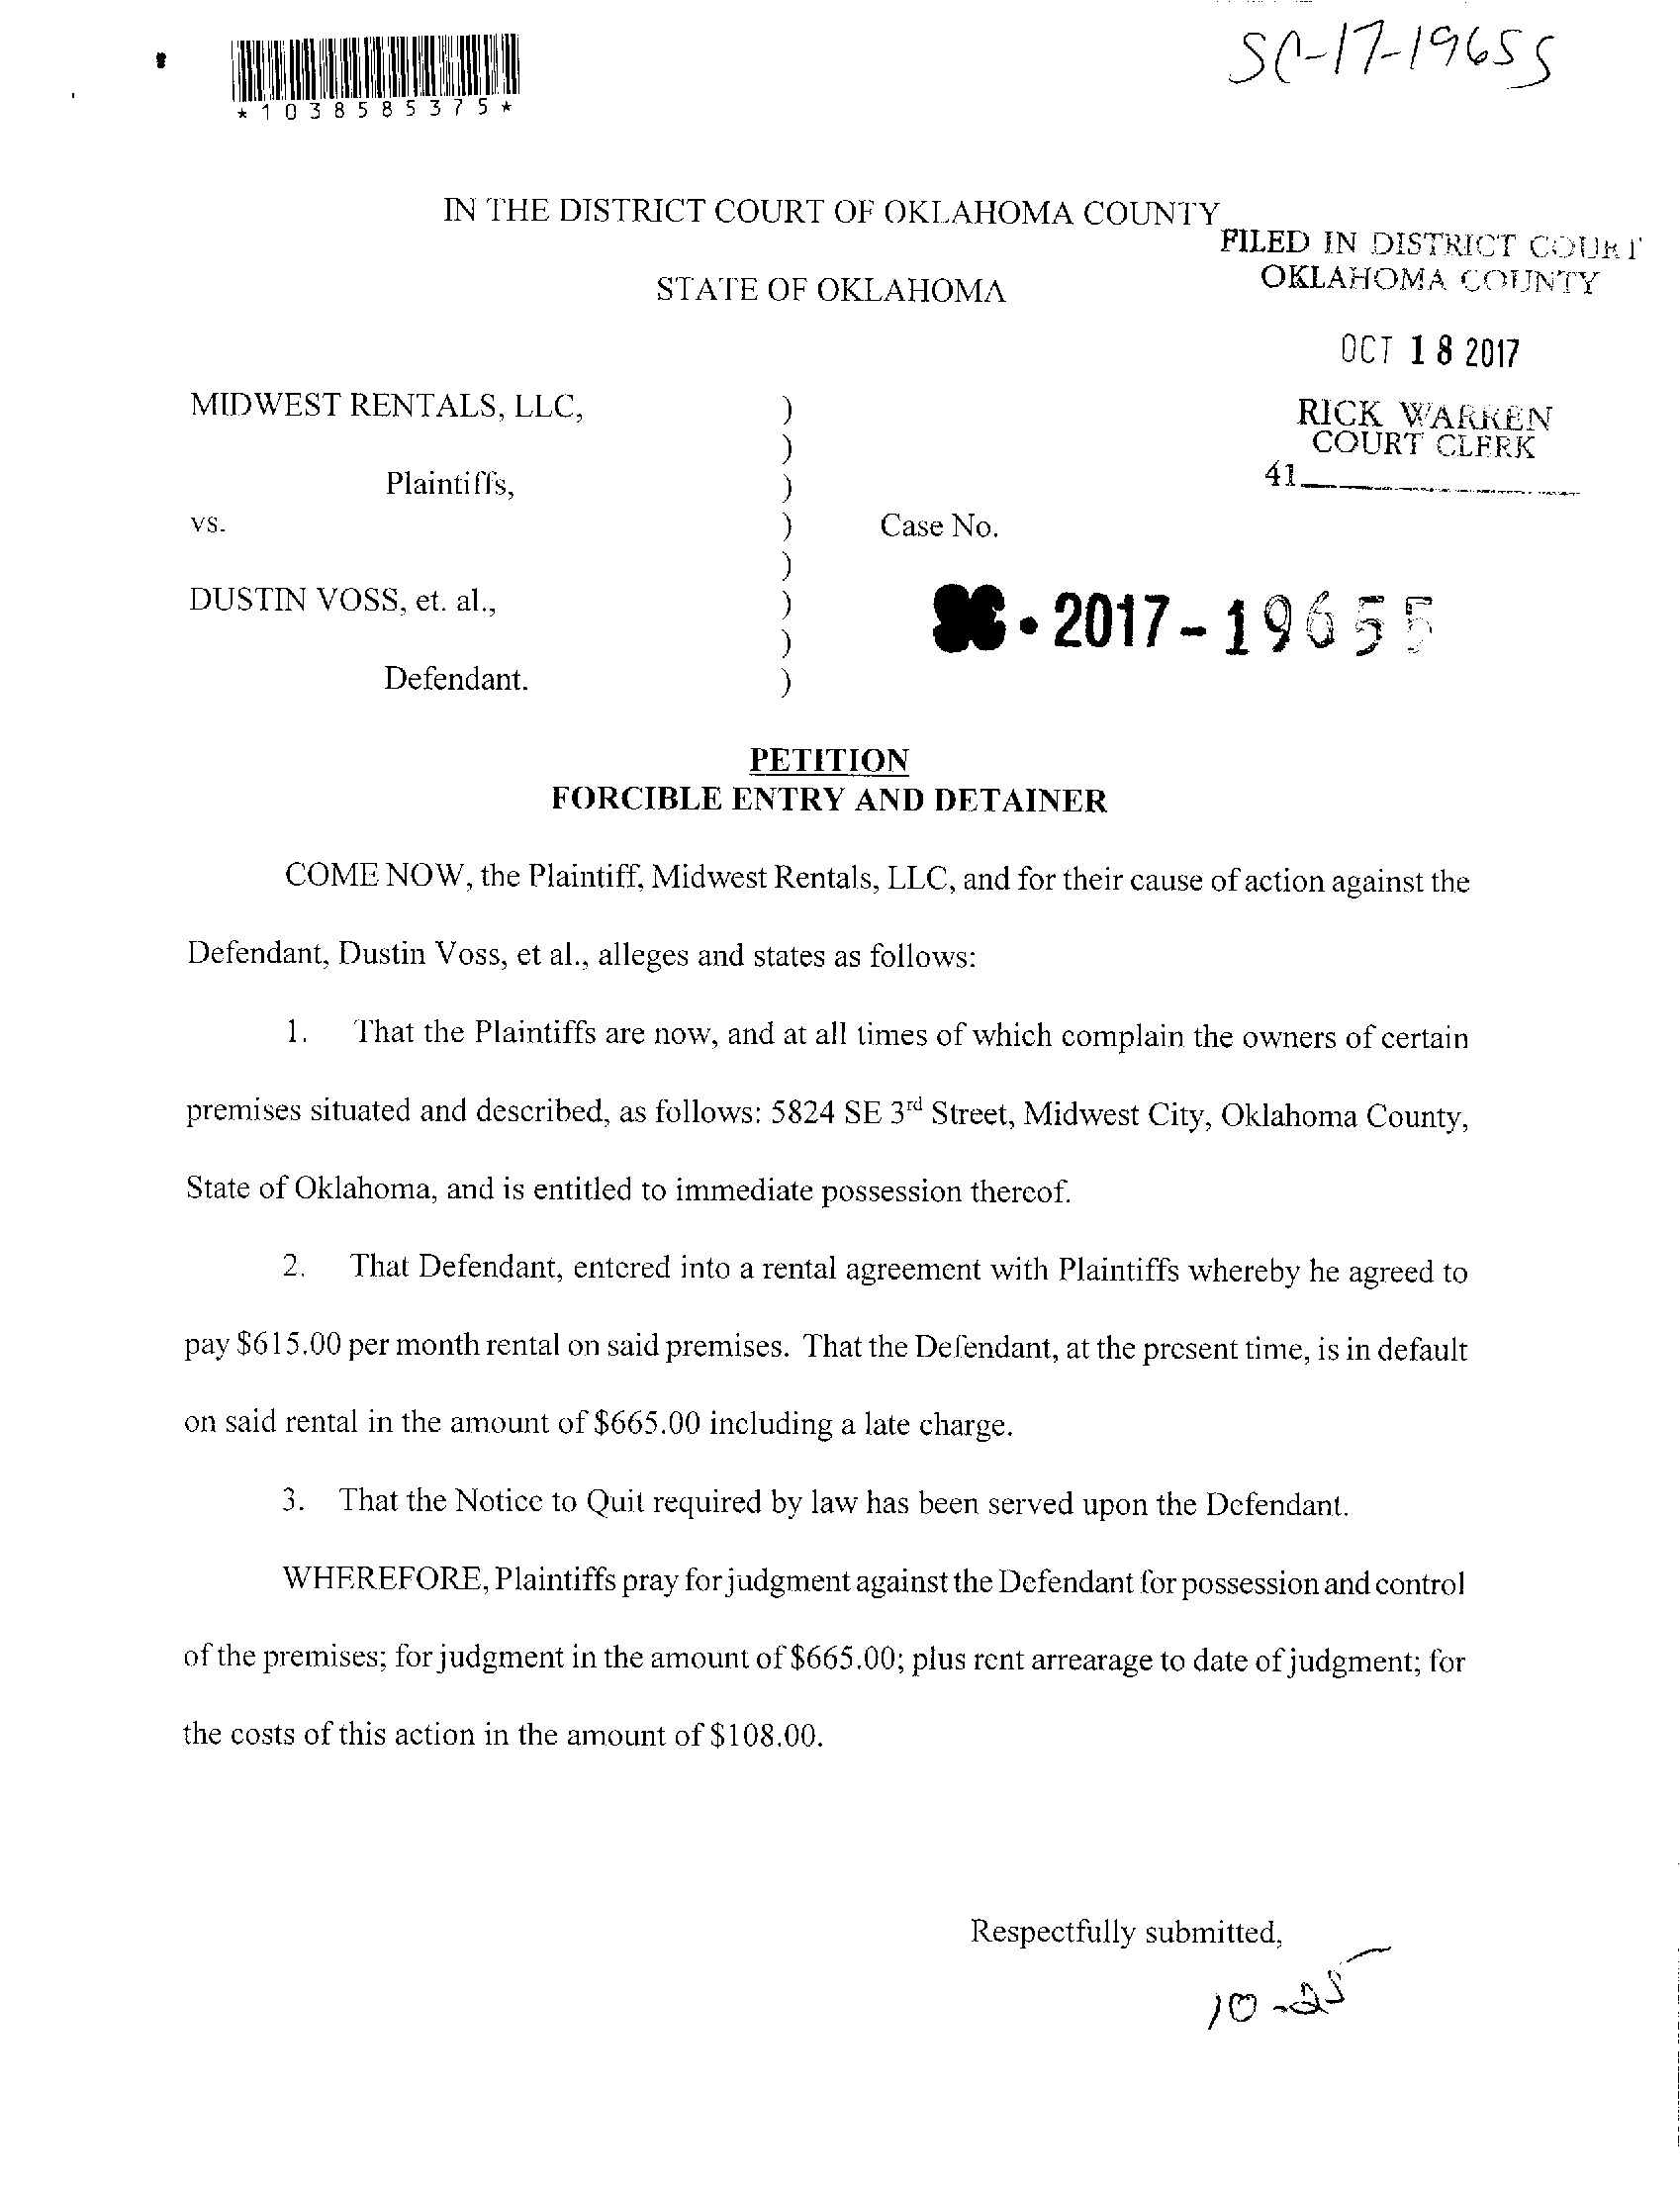 SC-17-19655
*1038585375*
IN THE DISTRICT COURT OF OKLAHOMA COUNTY
FILED IN DISTRICT COURT
OKLAHOMA COUNTY
STATE OF OKLAHOMA
OCT 18 2017
MIDWEST RENTALS, LLC, )
RICK WARREN
COURT CLERK
)
Plaintiffs, )
41
vs. ) Case No.
)
DUSTIN VOSS, et. al., )
SC-2017-19655
)
Defendant. )
PETITION
FORCIBLE ENTRY AND DETAINER
COME NOW, the Plaintiff, Midwest Rentals, LLC, and for their cause of action against the
Defendant, Dustin Voss, et al., alleges and states as follows:
1. That the Plaintiffs are now, and at all times of which complain the owners of certain
premises situated and described, as follows: 5824 SE 3rd Street, Midwest City, Oklahoma County,
State of Oklahoma, and is entitled to immediate possession thereof.
2. That Defendant, entered into a rental agreement with Plaintiffs whereby he agreed to
pay $615.00 per month rental on said premises. That the Defendant, at the present time, is in default
on said rental in the amount of $665.00 including a late charge.
3. That the Notice to Quit required by law has been served upon the Defendant.
WHEREFORE, Plaintiffs pray for judgment against the Defendant for possession and control
of the premises; for judgment in the amount of $665.00; plus rent arrearage to date of judgment; for
the costs of this action in the amount of $108.00.
Respectfully submitted,
10-25